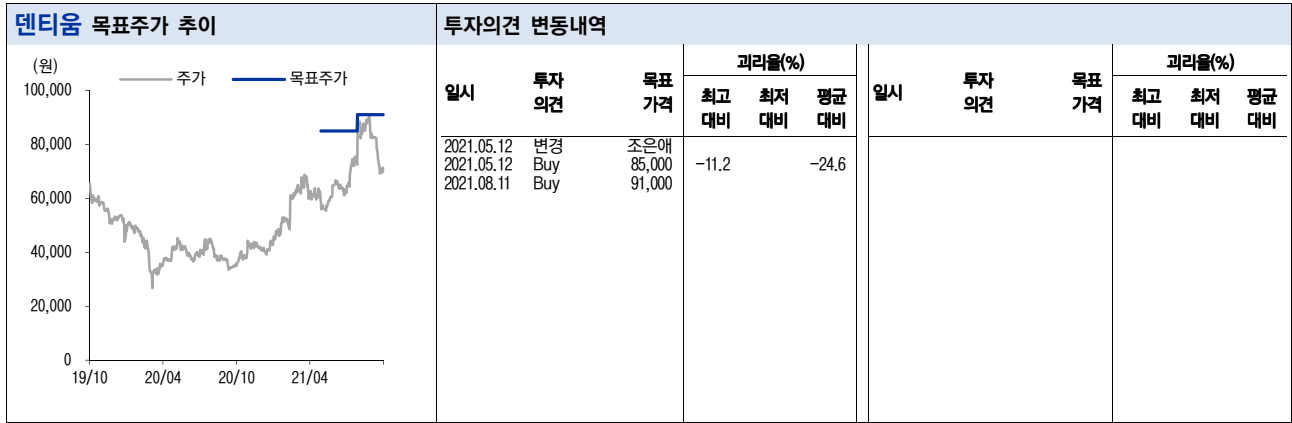 덴티움 목표주가 추이
투자의견 변동내역
(원)
주가
목표주가
100,000
80,000
60,000
40,000
20,000
0
19/10
20/04
20/10
21/04
일시
투자의견
목표가격
괴리율(%)
최고대비
최저대비
평균대비
일시
투자의견
목표가격
괴리율(%)
최고대비
최저대비
평균대비
2021.05.12 변경 조은애
2021.05.12 Buy 85,000 -11.2 -24.6
2021.08.11 Buy 91,000